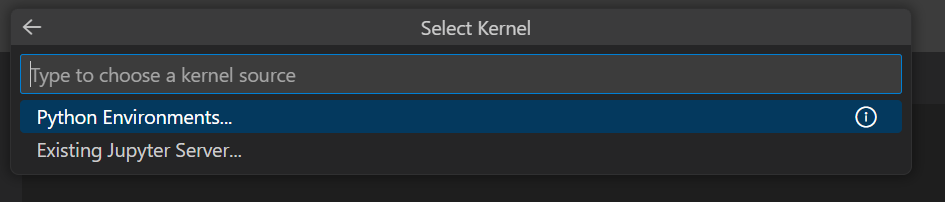 Select Kernel
Type to choose a kernel source
Python Environments...
Existing Jupyter Server...